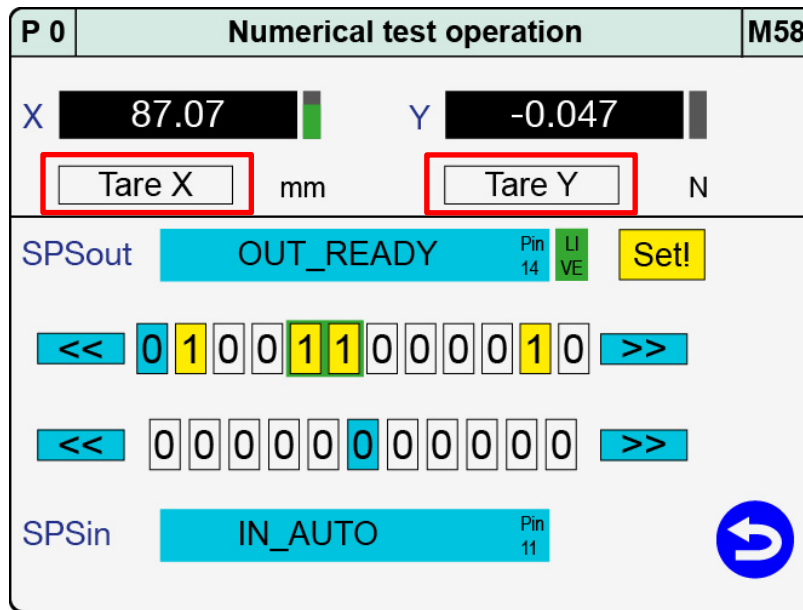 P 0 Numerical test operation M58
X 87.07 Y -0.047
Tare X mm Tare Y N
SPSout OUT_READY Pin 14 LI VE Set!
<< 0 1 0 0 1 1 0 0 0 0 1 0 >>
<< 0 0 0 0 0 0 0 0 0 0 0 >>
SPSin IN_AUTO Pin 11